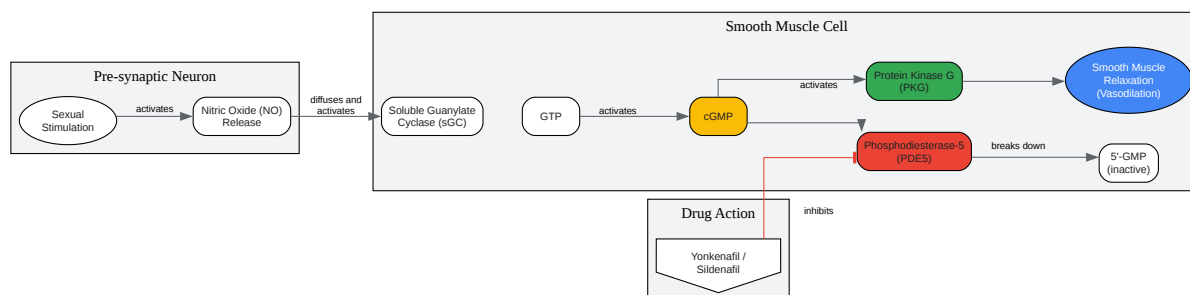 Smooth Muscle Cell
Pre-synaptic Neuron
Sexual
Stimulation
activates
Nitric Oxide (NO)
Release
diffuses and
activates
Soluble Guanylate
Cyclase (sGC)
GTP
activates
cGMP
activates
Protein Kinase G
(PKG)
Smooth Muscle
Relaxation
(Vasodilation)
Phosphodiesterase-5
(PDE5)
breaks down
5'-GMP
(inactive)
Drug Action
inhibits
Yonkenafil /
Sildenafil